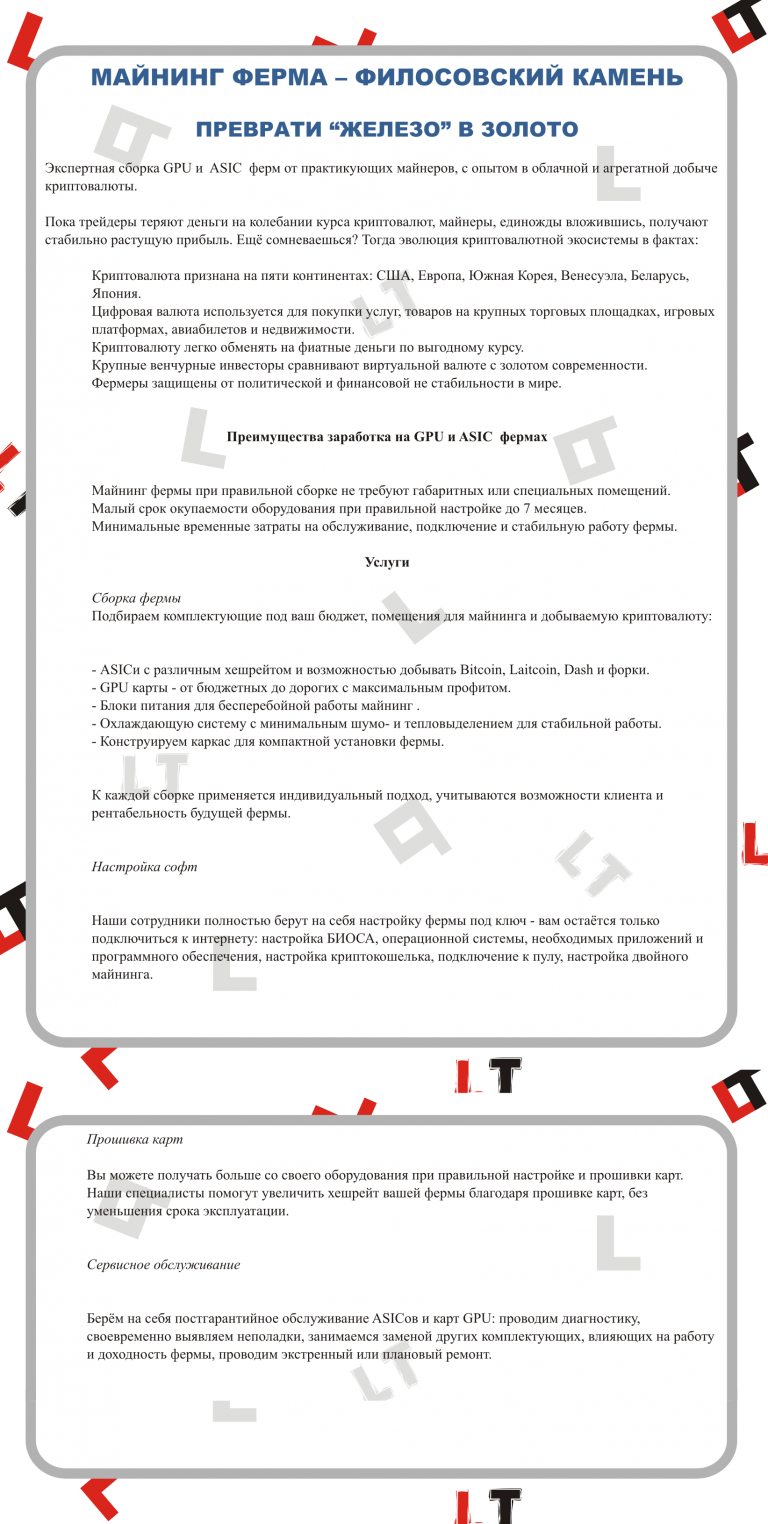 МАЙНИНГ ФЕРМА – ФИЛОСОВСКИЙ КАМЕНЬ
ПРЕВРАТИ “ЖЕЛЕЗО” В ЗОЛОТО
Экспертная сборка GPU и ASIC ферм от практикующих майнеров, с опытом в облачной и агрегатной добыче
криптовалюты.
Пока трейдеры теряют деньги на колебании курса криптовалют, майнеры, единожды вложившись, получают
стабильно растущую прибыль. Ещё сомневаешься? Тогда эволюция криптовалютной экосистемы в фактах:
Криптовалюта признана на пяти континентах: США, Европа, Южная Корея, Венесуэла, Беларусь,
Япония.
Цифровая валюта используется для покупки услуг, товаров на крупных торговых площадках, игровых
платформах, авиабилетов и недвижимости.
Криптовалюту легко обменять на фиатные деньги по выгодному курсу.
Крупные венчурные инвесторы сравнивают виртуальной валюте с золотом современности.
Фермеры защищены от политической и финансовой не стабильности в мире.
Преимущества заработка на GPU и ASIC фермах
Майнинг фермы при правильной сборке не требуют габаритных или специальных помещений.
Малый срок окупаемости оборудования при правильной настройке до 7 месяцев.
Минимальные временные затраты на обслуживание, подключение и стабильную работу фермы.
Услуги
Сборка фермы
Подбираем комплектующие под ваш бюджет, помещения для майнинга и добываемую криптовалюту:
- ASICи с различным хешрейтом и возможностью добывать Bitcoin, Laitcoin, Dash и форки.
- GPU карты - от бюджетных до дорогих с максимальным профитом.
- Блоки питания для бесперебойной работы майнинг .
- Охлаждающую систему с минимальным шумо- и тепловыделением для стабильной работы.
- Конструируем каркас для компактной установки фермы.
К каждой сборке применяется индивидуальный подход, учитываются возможности клиента и
рентабельность будущей фермы.
Настройка софт
Наши сотрудники полностью берут на себя настройку фермы под ключ - вам остаётся только
подключиться к интернету: настройка БИОСА, операционной системы, необходимых приложений и
программного обеспечения, настройка криптокошелька, подключение к пулу, настройка двойного
майнинга.
LT
Прошивка карт
Вы можете получать больше со своего оборудования при правильной настройке и прошивки карт.
Наши специалисты помогут увеличить хешрейт вашей фермы благодаря прошивке карт, без
уменьшения срока эксплуатации.
Сервисное обслуживание
Берём на себя постгарантийное обслуживание ASICов и карт GPU: проводим диагностику,
своевременно выявляем неполадки, занимаемся заменой других комплектующих, влияющих на работу
и доходность фермы, проводим экстренный или плановый ремонт.
LT